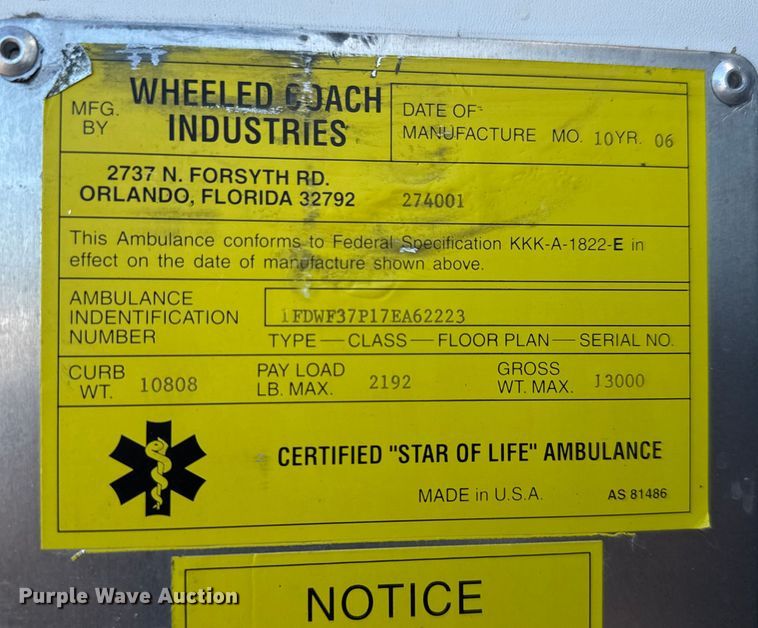 MFG. BY
WHEELED COACH INDUSTRIES
DATE OF MANUFACTURE MO. 10 YR. 06
2737 N. FORSYTH RD.
ORLANDO, FLORIDA 32792 274001
This Ambulance conforms to Federal Specification KKK-A-1822-E in
effect on the date of manufacture shown above.
AMBULANCE
INDENTIFICATION
NUMBER
1FDWF37P17EA62223
TYPE — CLASS — FLOOR PLAN — SERIAL NO.
CURB WT. 10808 PAY LOAD LB. MAX. 2192 GROSS WT. MAX. 13000
CERTIFIED "STAR OF LIFE" AMBULANCE
MADE in U.S.A. AS 81486
NOTICE
Purple Wave Auction